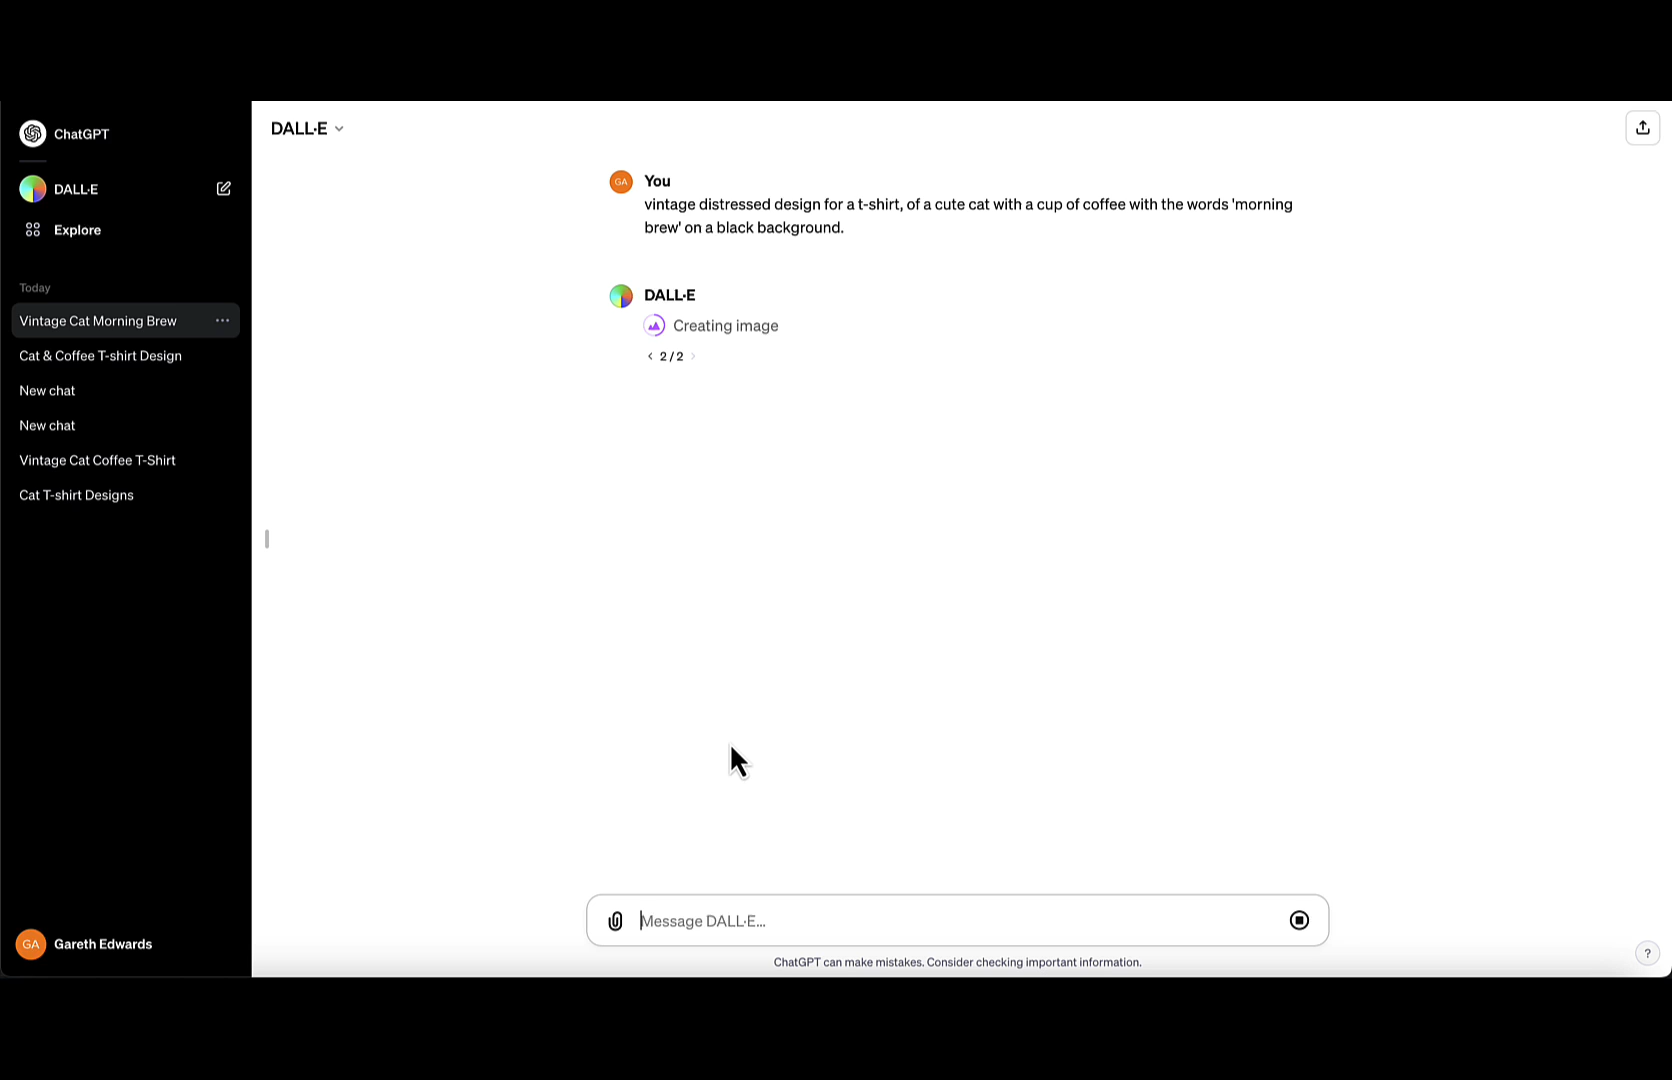 ChatGPT
DALL·E
Explore
Today
Vintage Cat Morning Brew
Cat & Coffee T-shirt Design
New chat
New chat
Vintage Cat Coffee T-Shirt
Cat T-shirt Designs
GA
Gareth Edwards
DALL·E
GA
You
vintage distressed design for a t-shirt, of a cute cat with a cup of coffee with the words 'morning
brew' on a black background.
DALL·E
Creating image
< 2 / 2 >
Message DALL·E...
ChatGPT can make mistakes. Consider checking important information.
?